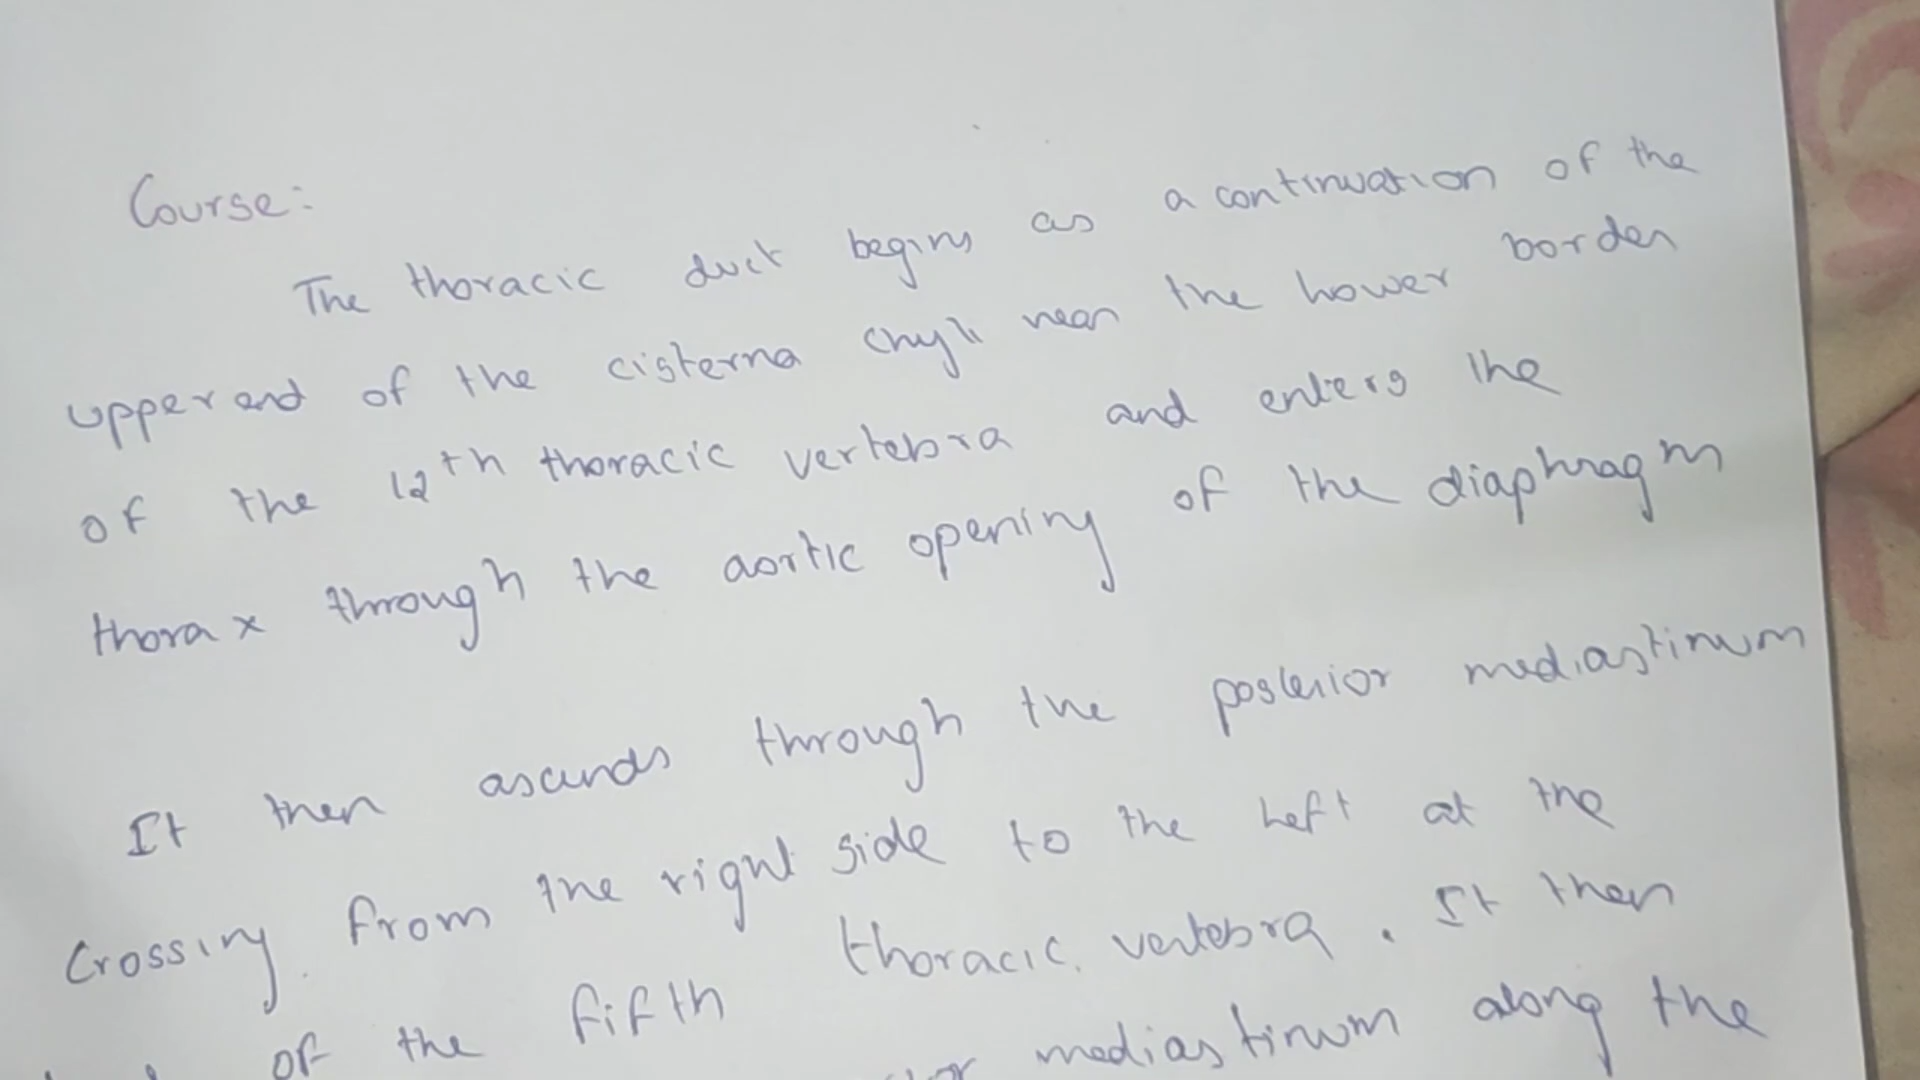 Course:
The thoracic duct begins as a continuation of the
upper end of the cisterna chyli near the lower border
of the 12th thoracic vertebra and enters the
thorax through the aortic opening of the diaphragm
It then ascends through the posterior mediastinum
crossing from the right side to the left at the
of the fifth thoracic vertebra. It then
mediastinum along the